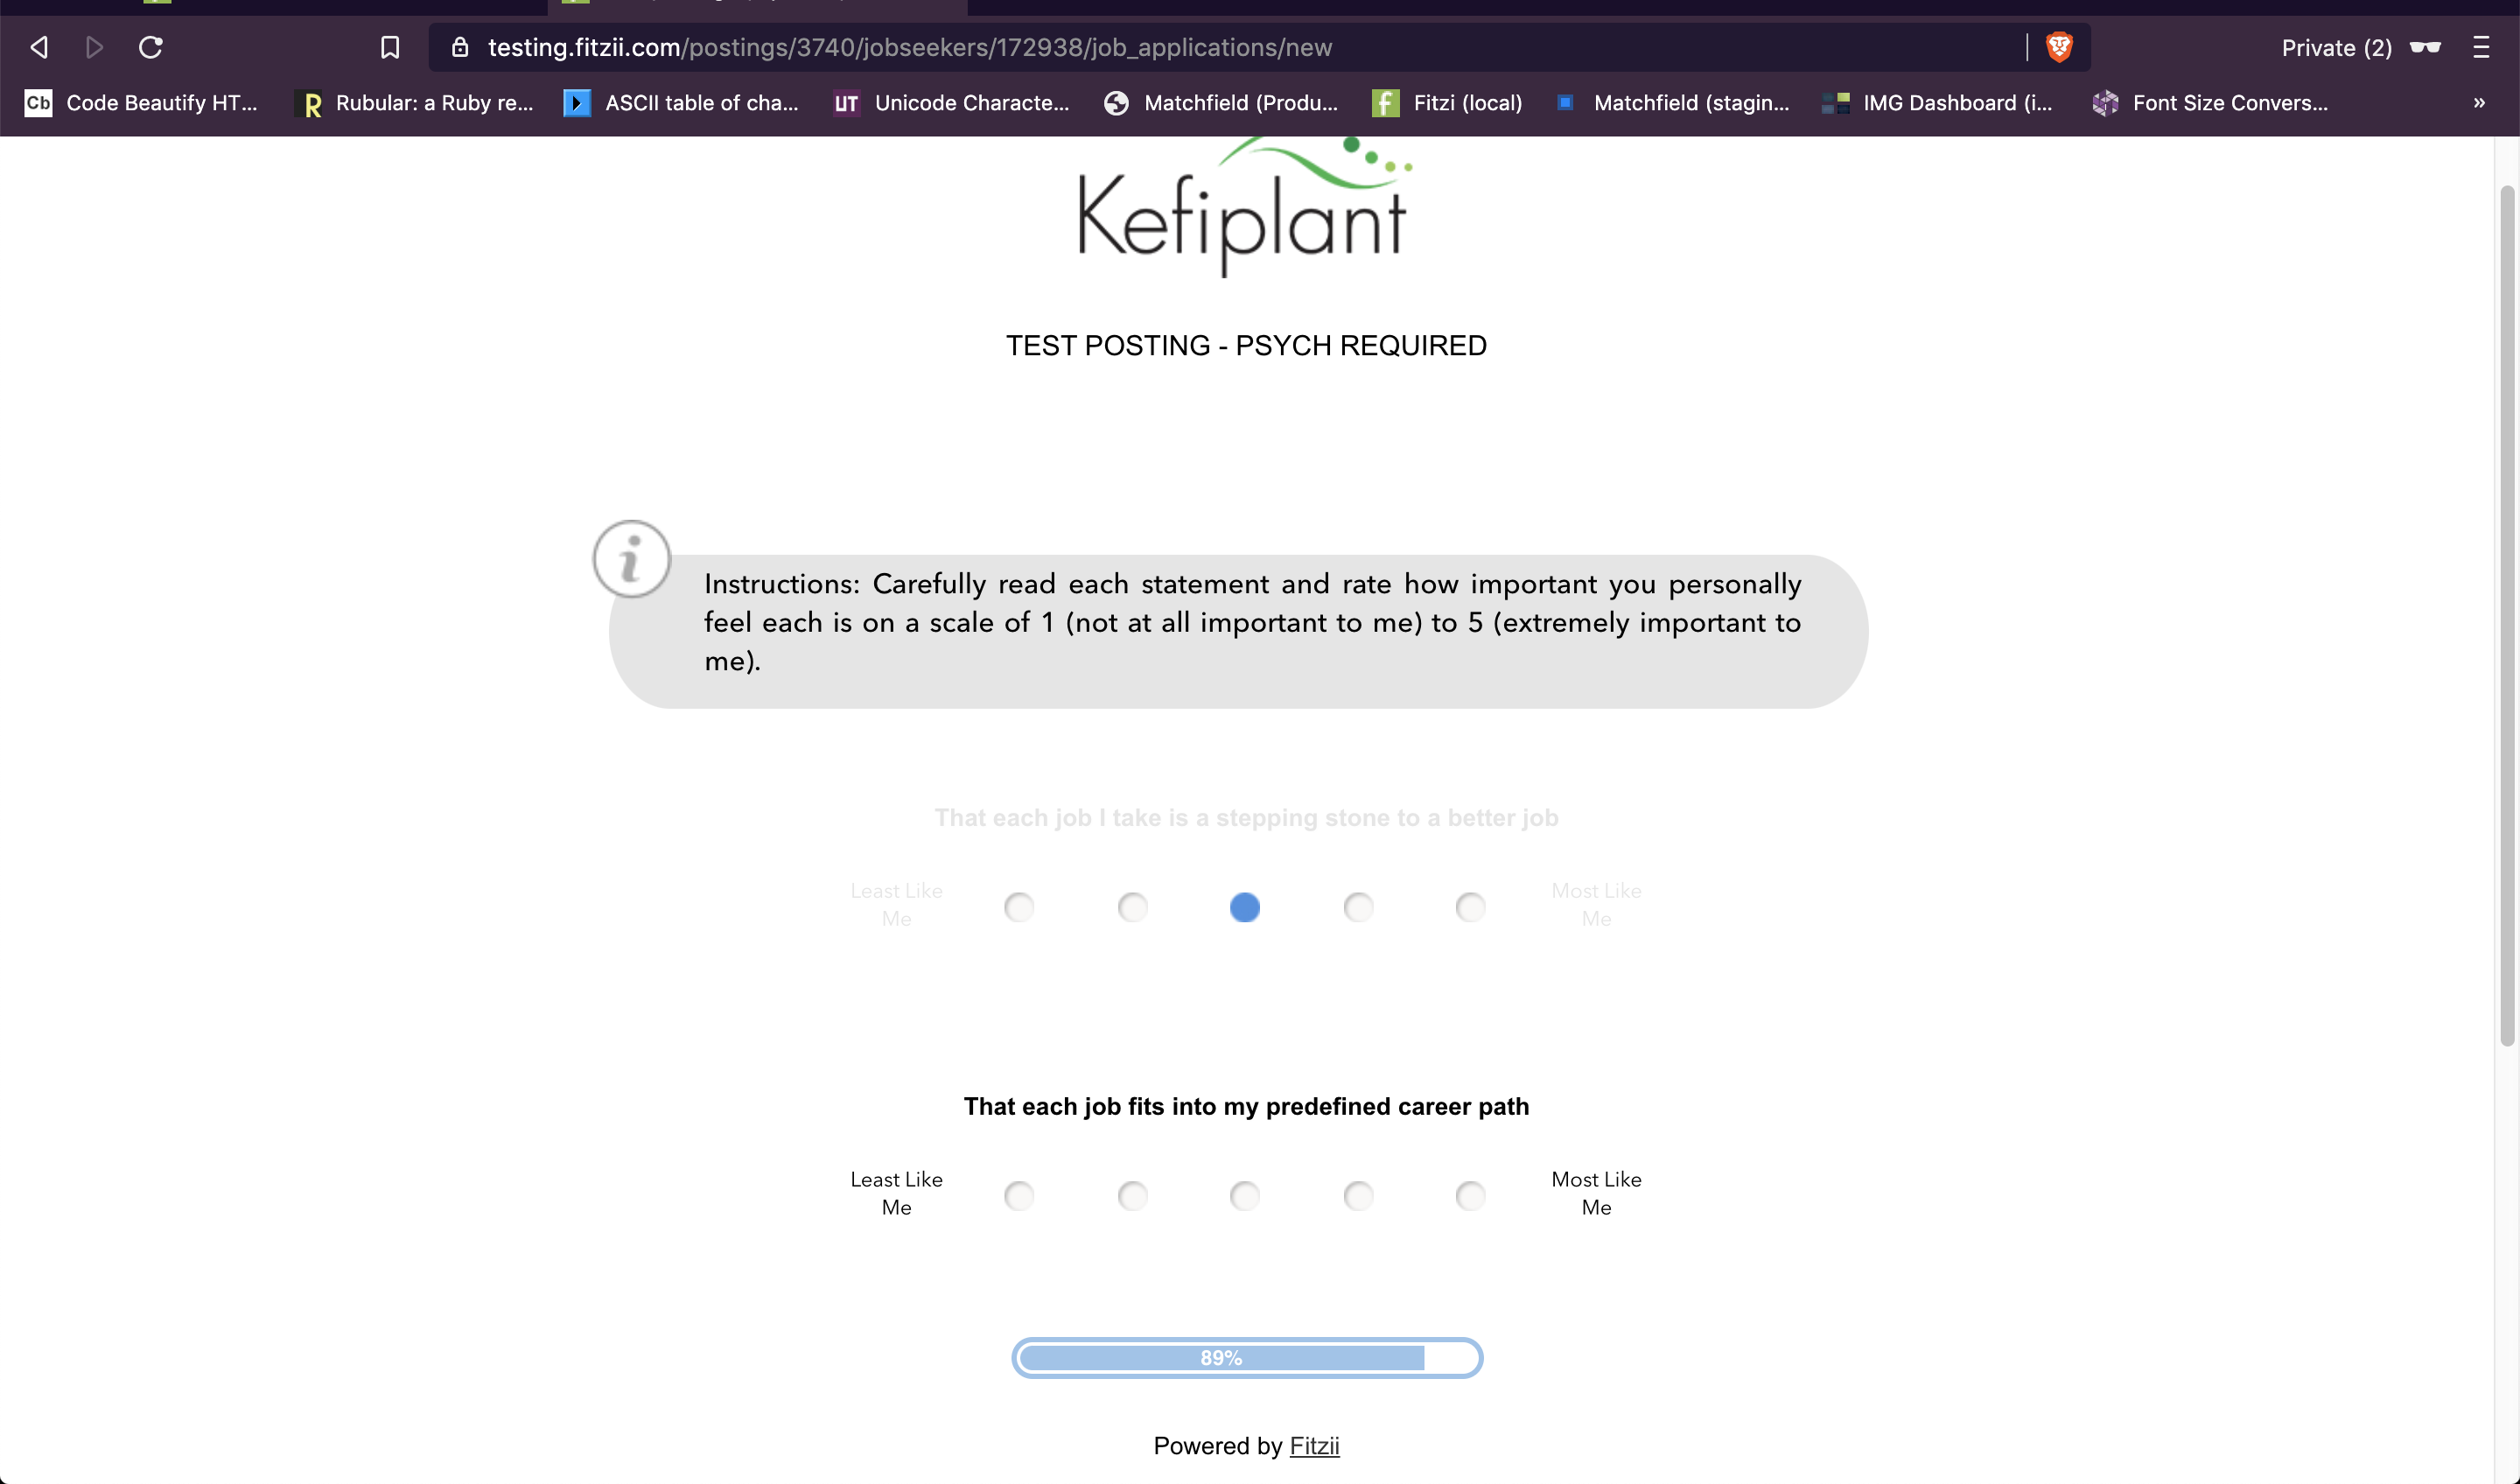 testing.fitzii.com/postings/3740/jobseekers/172938/job_applications/new
Private (2)
Cb Code Beautify HT... R Rubular: a Ruby re... ASCII table of cha... UT Unicode Characte... Matchfield (Produ... f Fitzi (local) Matchfield (stagin... IMG Dashboard (i... Font Size Convers... »
Kefiplant
TEST POSTING - PSYCH REQUIRED
i
Instructions: Carefully read each statement and rate how important you personally
feel each is on a scale of 1 (not at all important to me) to 5 (extremely important to
me).
That each job I take is a stepping stone to a better job
Least Like
Me
Most Like
Me
That each job fits into my predefined career path
Least Like
Me
Most Like
Me
89%
Powered by Fitzii